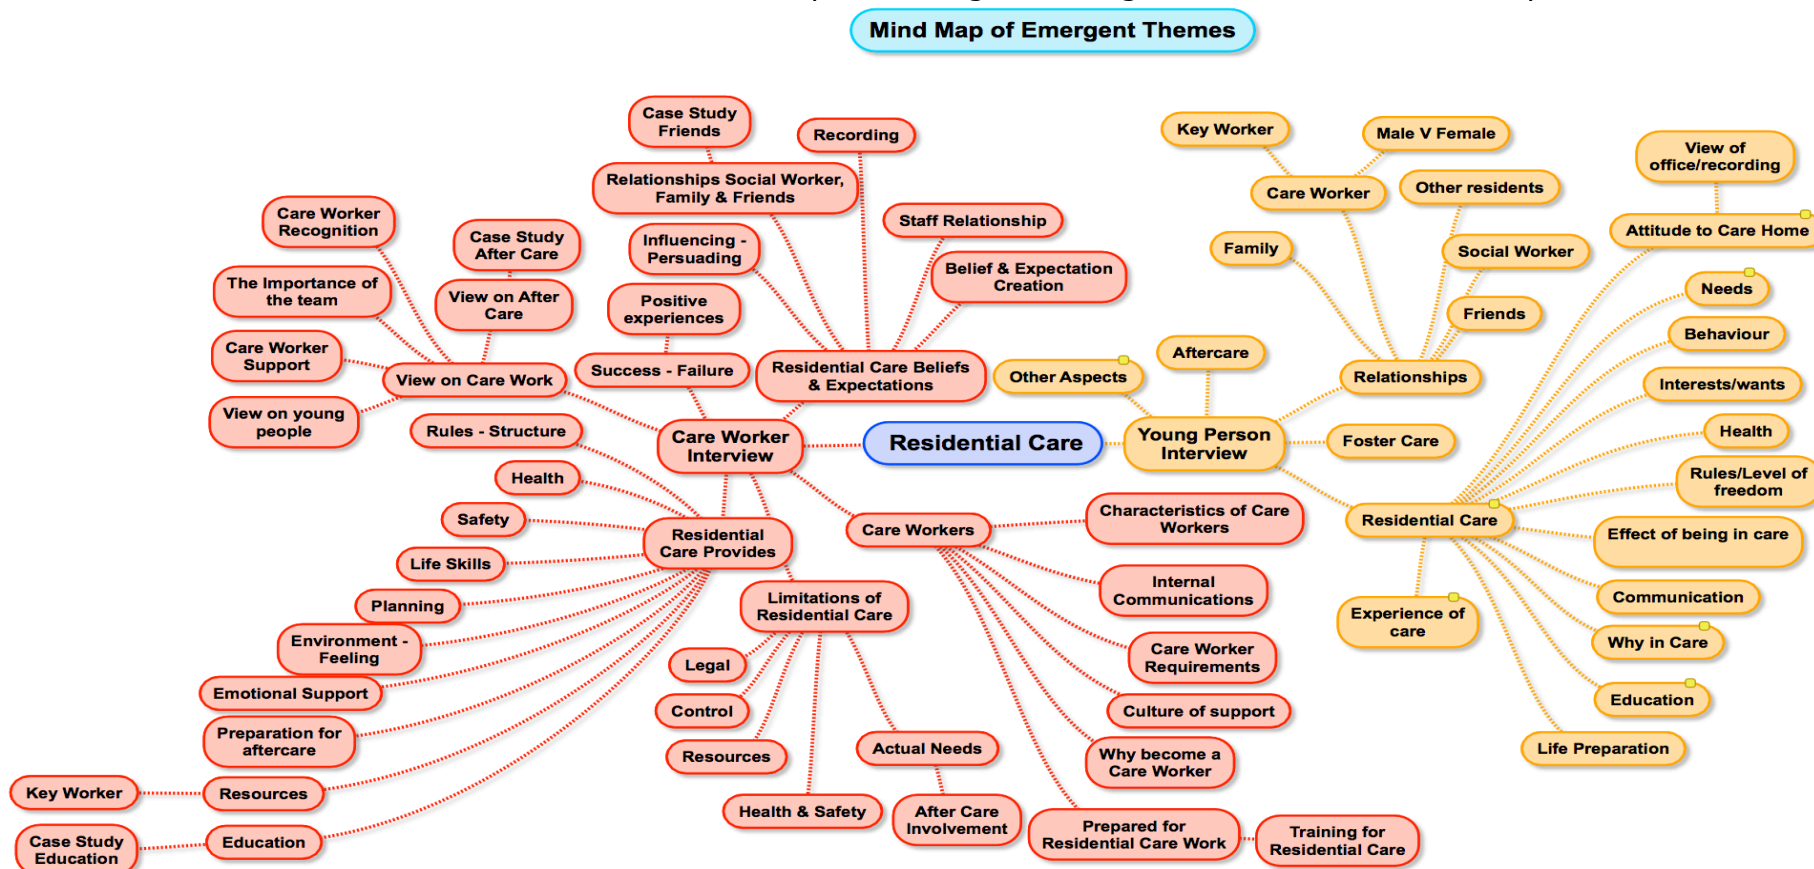 Mind Map of Emergent Themes
Case Study
Friends
Recording
Relationships Social Worker,
Family & Friends
Care Worker
Recognition
Case Study
After Care
Influencing -
Persuading
Staff Relationship
Belief & Expectation
Creation
The Importance of
the team
View on After
Care
Positive
experiences
Care Worker
Support
View on Care Work
Success - Failure
Residential Care Beliefs
& Expectations
View on young
people
Rules - Structure
Care Worker
Interview
Residential Care
Health
Safety
Residential
Care Provides
Life Skills
Planning
Environment -
Feeling
Emotional Support
Preparation for
aftercare
Key Worker
Resources
Case Study
Education
Education
Limitations of
Residential Care
Legal
Control
Resources
Health & Safety
Actual Needs
After Care
Involvement
Care Workers
Characteristics of Care
Workers
Internal
Communications
Care Worker
Requirements
Culture of support
Why become a
Care Worker
Prepared for
Residential Care Work
Training for
Residential Care
Key Worker
Male V Female
Care Worker
Other residents
Family
Social Worker
Friends
Relationships
Aftercare
Other Aspects
Young Person
Interview
Foster Care
View of
office/recording
Attitude to Care Home
Needs
Behaviour
Interests/wants
Health
Rules/Level of
freedom
Residential Care
Effect of being in care
Communication
Experience of
care
Why in Care
Education
Life Preparation